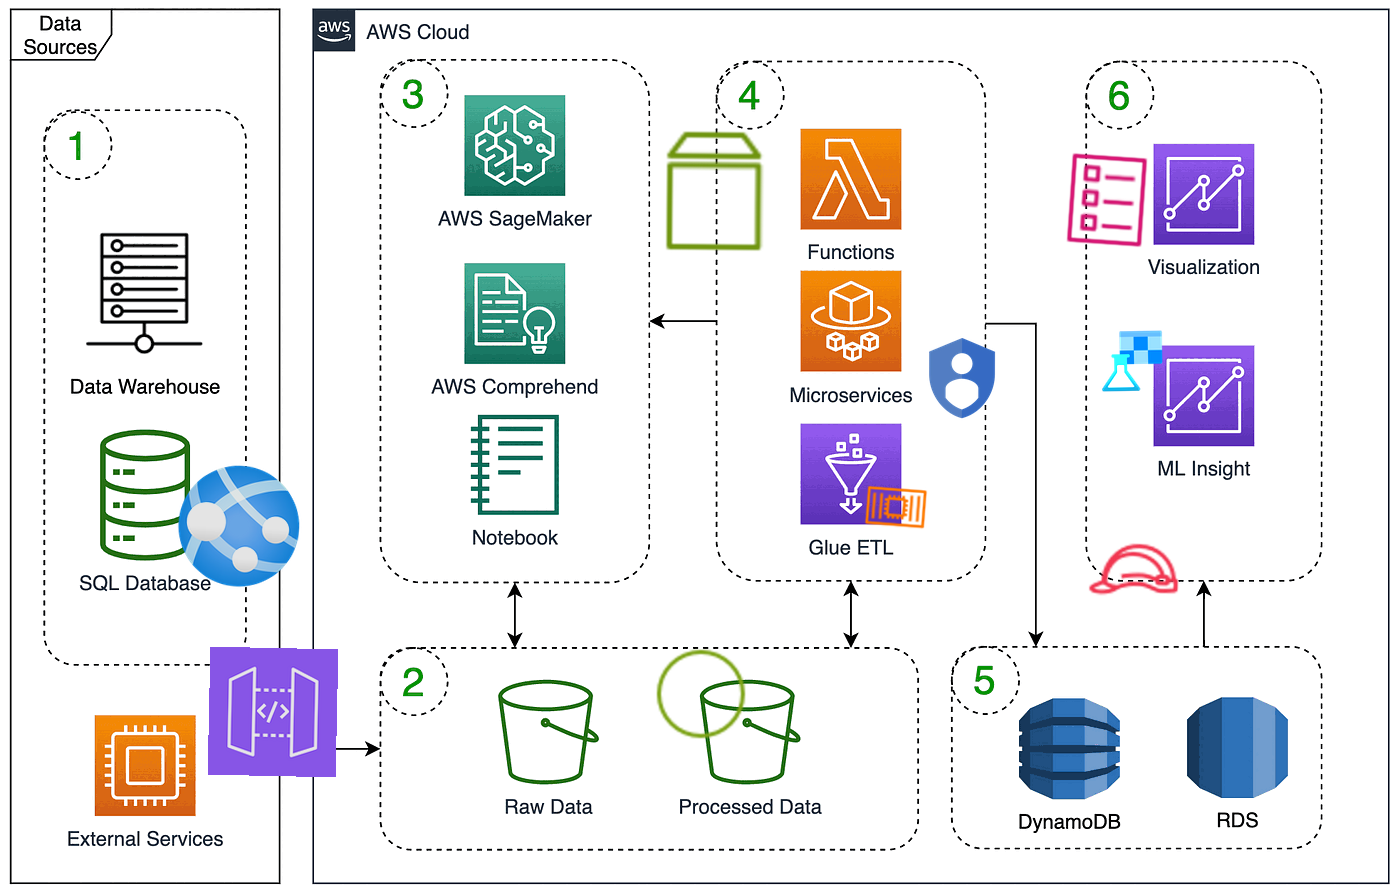 Data
Sources
aws
AWS Cloud
1
Data Warehouse
SQL Database
External Services
3
AWS SageMaker
AWS Comprehend
Notebook
4
Functions
Microservices
Glue ETL
6
Visualization
ML Insight
2
</>
Raw Data
Processed Data
5
DynamoDB
RDS